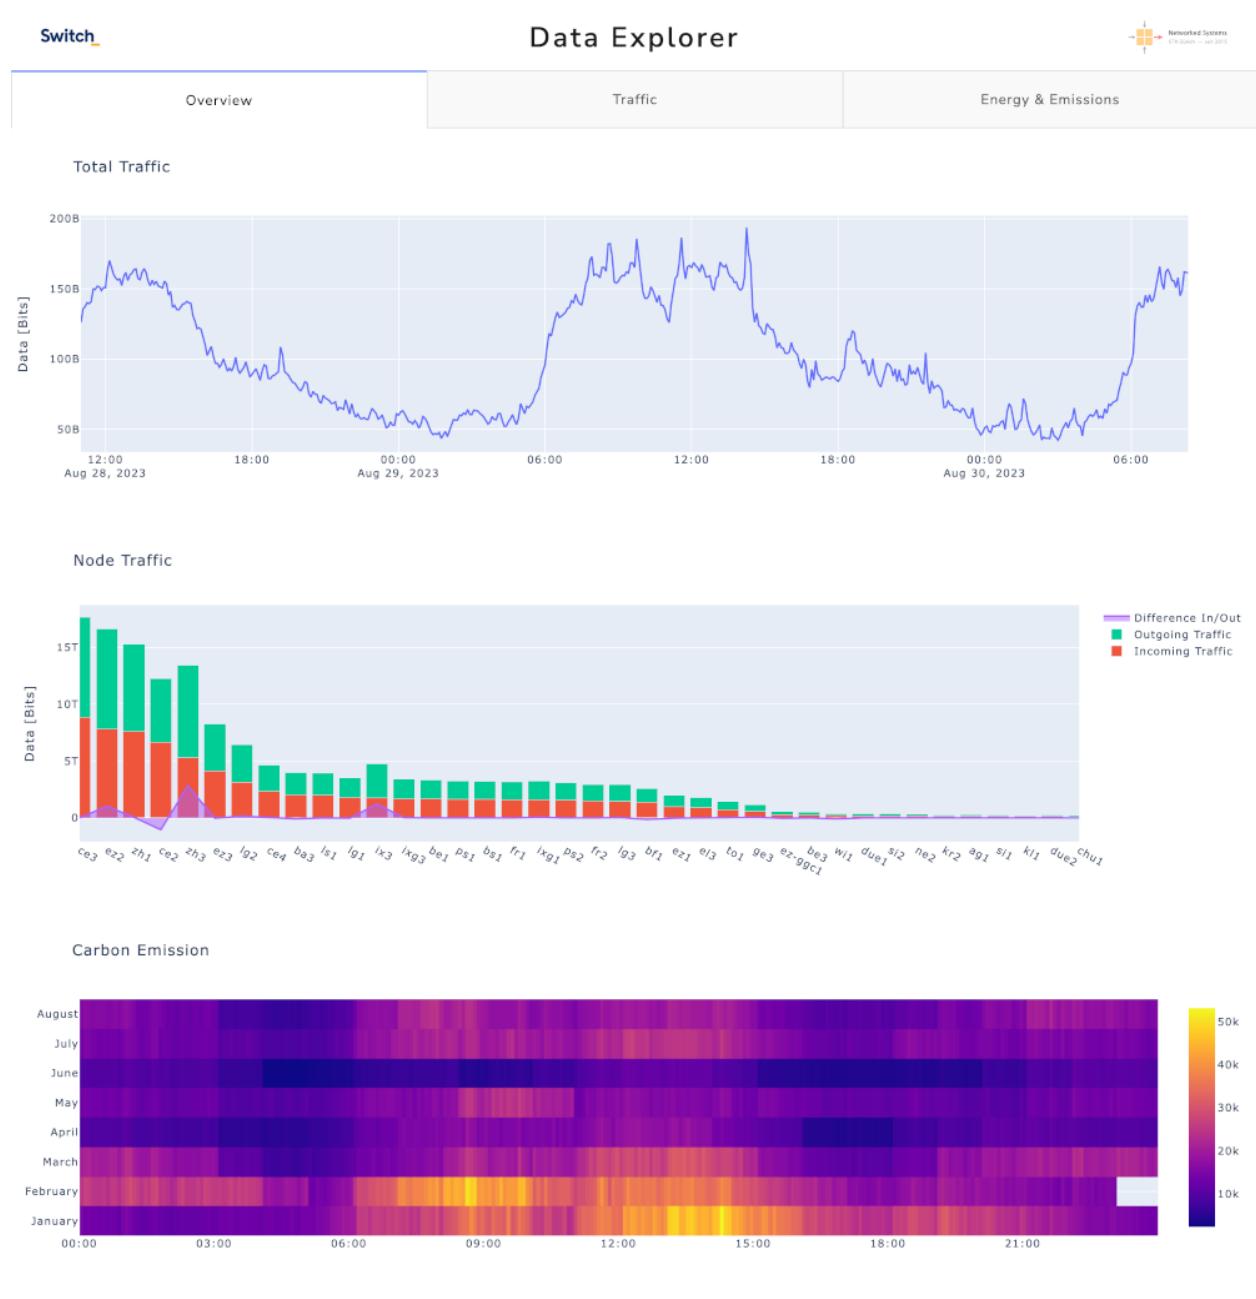 Switch_
Data Explorer
Networked Systems
ETH Zürich — seit 2015
Overview
Traffic
Energy & Emissions
Total Traffic
200B
150B
100B
50B
Data [Bits]
12:00
Aug 28, 2023
18:00
00:00
Aug 29, 2023
06:00
12:00
18:00
00:00
Aug 30, 2023
06:00
Node Traffic
15T
10T
5T
0
Data [Bits]
Difference In/Out
Outgoing Traffic
Incoming Traffic
ce3 ez2 zh1 ce2 zh3 ez3 lg2 ce4 ba3 ls1 lg1 ix3 ixg3 be1 ps1 bs1 fr1 ixg1 ps2 fr2 lg3 bf1 ez1 el3 to1 ge3 ez-ggc1 be3 wi1 due1 si2 ne2 kr2 ag1 si1 kl1 due2 chu1
Carbon Emission
August
July
June
May
April
March
February
January
00:00 03:00 06:00 09:00 12:00 15:00 18:00 21:00
50k
40k
30k
20k
10k